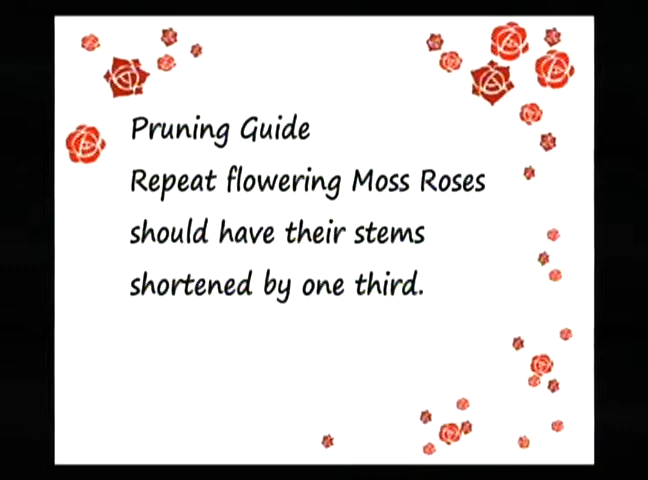 Pruning Guide
Repeat flowering Moss Roses
should have their stems
shortened by one third.